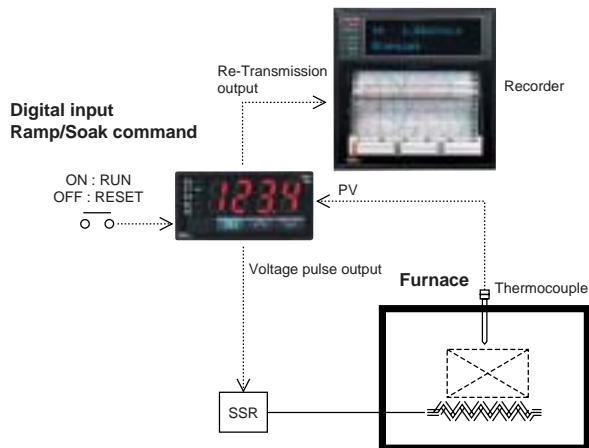 Re-Transmission
output
Recorder
Digital input
Ramp/Soak command
ON : RUN
OFF : RESET
123.4
PV
Voltage pulse output
Furnace
Thermocouple
SSR